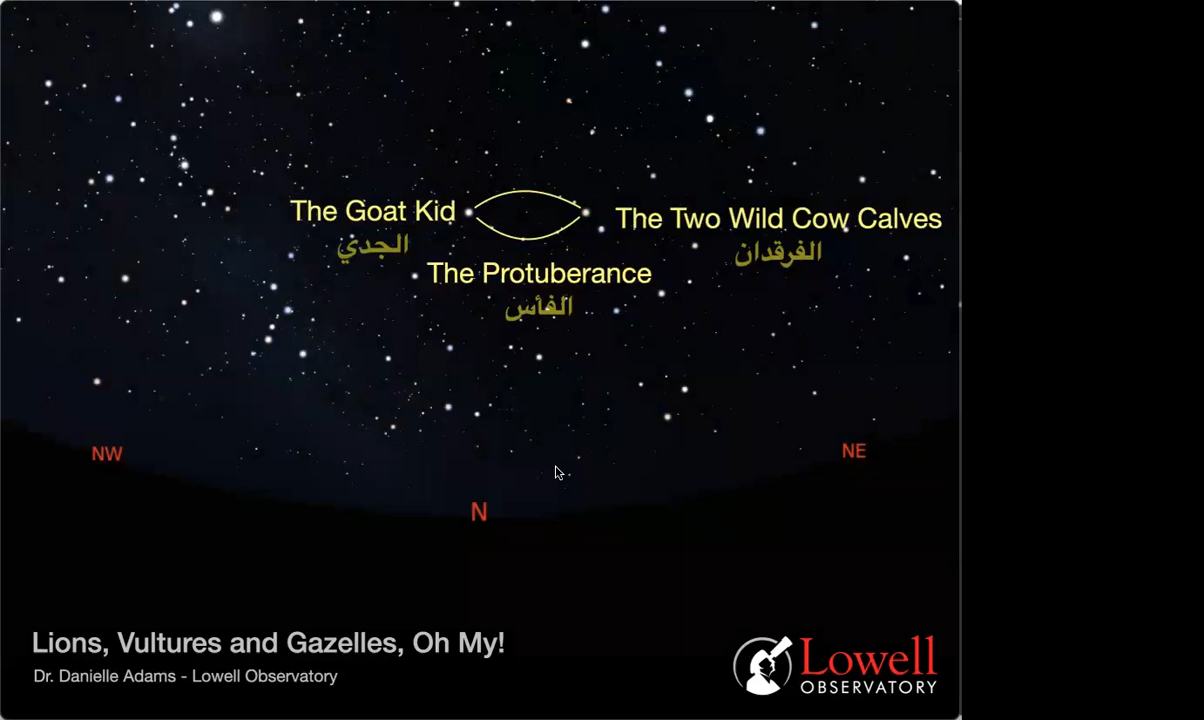 The Goat Kid
الجدي
The Two Wild Cow Calves
الفرقدان
The Protuberance
الفأس
NW
NE
N
Lions, Vultures and Gazelles, Oh My!
Dr. Danielle Adams - Lowell Observatory
Lowell
OBSERVATORY